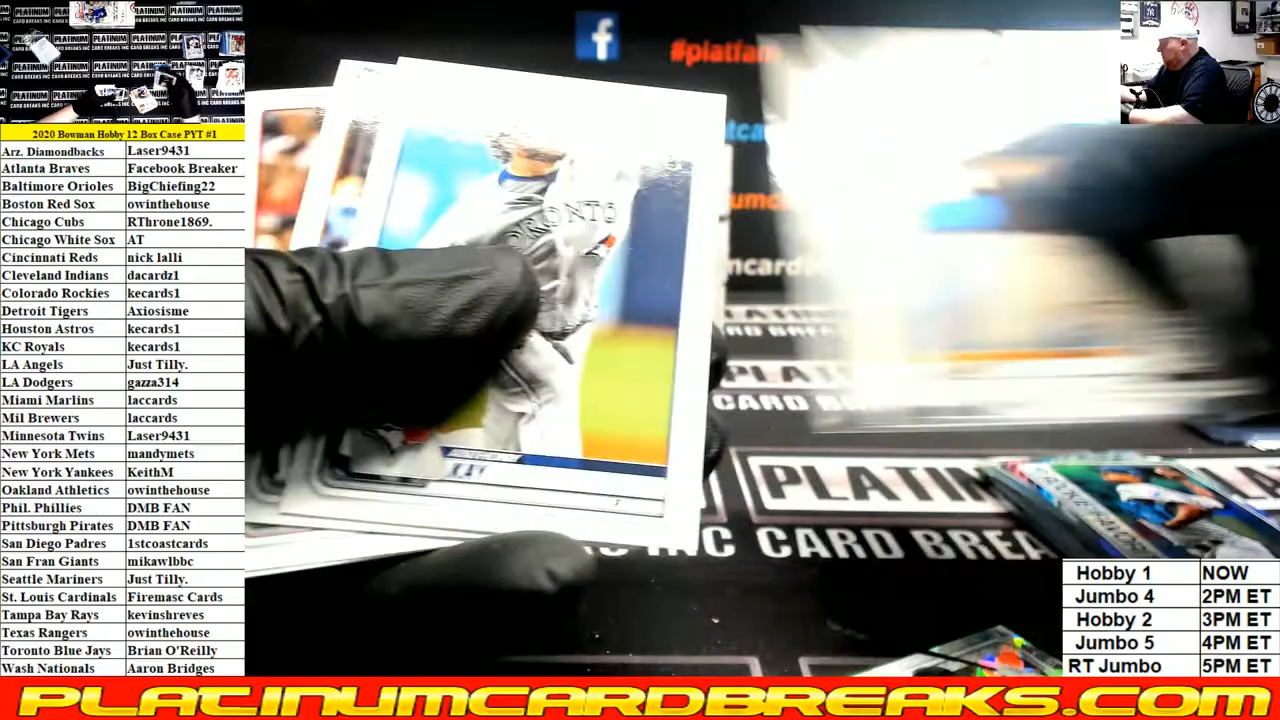 2020 Bowman Hobby 12 Box Case PYT #1
Arz. Diamondbacks Laser9431
Atlanta Braves Facebook Breaker
Baltimore Orioles BigChiefing22
Boston Red Sox owinthehouse
Chicago Cubs RThrone1869.
Chicago White Sox AT
Cincinnati Reds nick lalli
Cleveland Indians dacardz1
Colorado Rockies kecards1
Detroit Tigers Axiosisme
Houston Astros kecards1
KC Royals kecards1
LA Angels Just Tilly.
LA Dodgers gazza314
Miami Marlins laccards
Mil Brewers laccards
Minnesota Twins Laser9431
New York Mets mandymets
New York Yankees KeithM
Oakland Athletics owinthehouse
Phil. Phillies DMB FAN
Pittsburgh Pirates DMB FAN
San Diego Padres 1stcoastcards
San Fran Giants mikawlbbc
Seattle Mariners Just Tilly.
St. Louis Cardinals Firemasc Cards
Tampa Bay Rays kevinshreves
Texas Rangers owinthehouse
Toronto Blue Jays Brian O'Reilly
Wash Nationals Aaron Bridges
f
#platfam
ORONTO
KAY
PLATINUM
CARD BREA
Hobby 1 NOW
Jumbo 4 2PM ET
Hobby 2 3PM ET
Jumbo 5 4PM ET
RT Jumbo 5PM ET
PLATINUMCARDBREAKS.COM